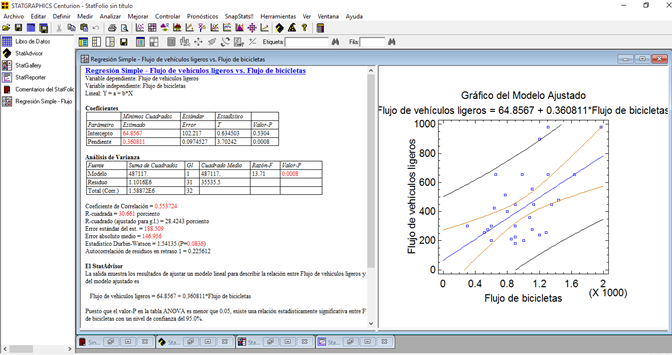 STATGRAPHICS Centurion - StatFolio sin título
Archivo Editar Definir Medir Analizar Mejorar Control Pronósticos SnapStats!! Herramientas Ver Ventana Ayuda
Etiqueta Fila:
Libro de Datos
StatAdvisor
StatGallery
StatReporter
Comentarios del StatFolio
Regresión Simple - Flujo
Regresión Simple - Flujo de vehículos ligeros vs. Flujo de bicicletas
Regresión Simple - Flujo de vehículos ligeros vs. Flujo de bicicletas
Variable dependiente: Flujo de vehículos ligeros
Variable independiente: Flujo de bicicletas
Lineal: Y = a + b*X
Coeficientes
Mínimos Cuadrados Estándar Estadístico
Parámetro Estimado Error T Valor-P
Intercepto 64.8567 102.217 0.634503 0.5304
Pendiente 0.360811 0.0974527 3.70242 0.0008
Análisis de Varianza
Fuente Suma de Cuadrados Gl Cuadrado Medio Razón-F Valor-P
Modelo 487117. 1 487117. 13.71 0.0008
Residuo 1.1016E6 31 35535.5
Total (Corr.) 1.58872E6 32
Coeficiente de Correlación = 0.553724
R-cuadrada = 30.661 porciento
R-cuadrado (ajustado para g.l.) = 28.4243 porciento
Error estándar del est. = 188.509
Error absoluto medio = 146.956
Estadístico Durbin-Watson = 1.54135 (P=0.0836)
Autocorrelación de residuos en retraso 1 = 0.225612
El StatAdvisor
La salida muestra los resultados de ajustar un modelo lineal para describir la relación entre Flujo de vehículos ligeros y
del modelo ajustado es
Flujo de vehículos ligeros = 64.8567 + 0.360811*Flujo de bicicletas
Puesto que el valor-P en la tabla ANOVA es menor que 0.05, existe una relación estadísticamente significativa entre F
de bicicletas con un nivel de confianza del 95.0%.
Gráfico del Modelo Ajustado
Flujo de vehículos ligeros = 64.8567 + 0.360811*Flujo de bicicletas
Flujo de vehículos ligeros
1000
800
600
400
200
0
0 0.4 0.8 1.2 1.6 2
(X 1000)
Flujo de bicicletas
Sin...
Sta...
Sta...
Sta...